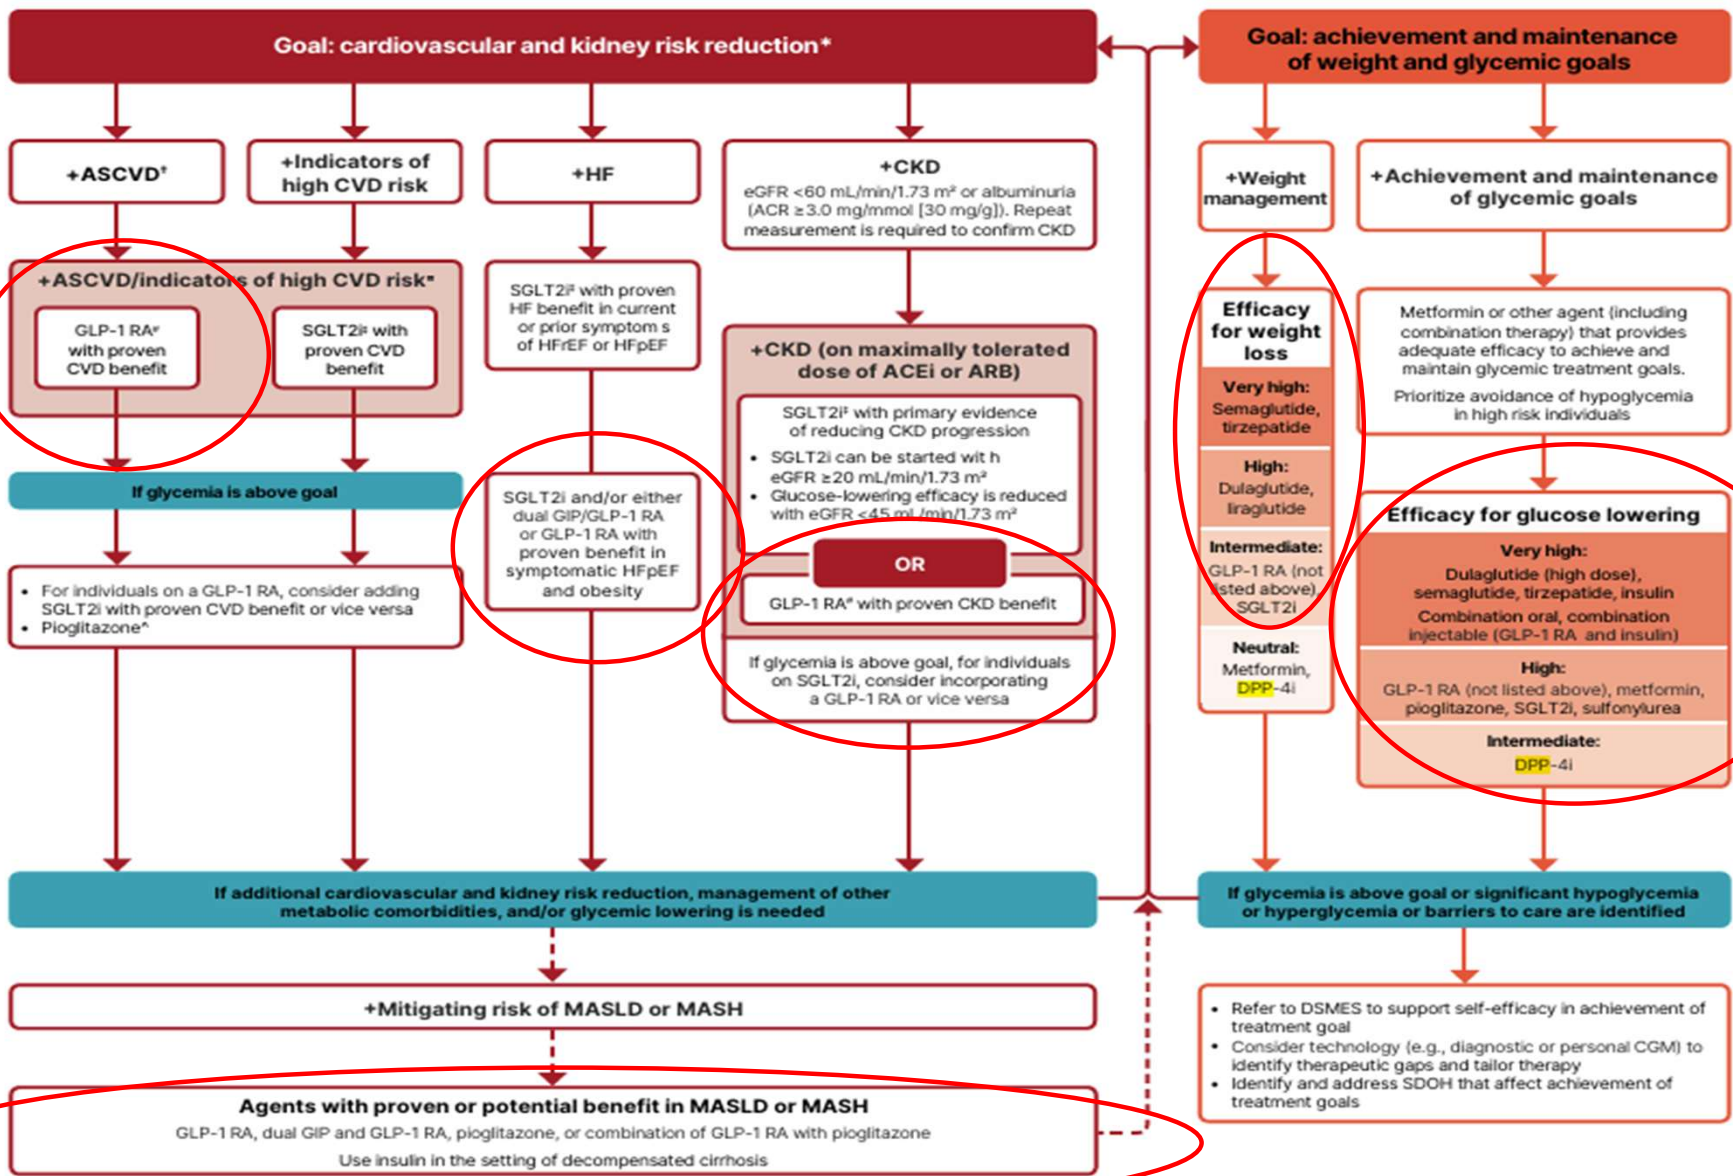 Goal: cardiovascular and kidney risk reduction*
+ASCVD†
+Indicators of
high CVD risk
+HF
+CKD
eGFR <60 mL/min/1.73 m² or albuminuria
(ACR ≥3.0 mg/mmol [30 mg/g]). Repeat
measurement is required to confirm CKD
+ASCVD/indicators of high CVD risk
GLP-1 RA
with proven
CVD benefit
SGLT2i with
proven CVD
benefit
If glycemia is above goal
• For individuals on a GLP-1 RA, consider adding
SGLT2i with proven CVD benefit or vice versa
• Pioglitazone^
SGLT2i‡ with proven
HF benefit in current
or prior symptom s
of HFrEF or HFpEF
SGLT2i and/or either
dual GIP/GLP-1 RA
or GLP-1 RA with
proven benefit in
symptomatic HFpEF
and obesity
+CKD (on maximally tolerated
dose of ACEi or ARB)
SGLT2i‡ with primary evidence
of reducing CKD progression
• SGLT2i can be started wit h
eGFR ≥20 mL/min/1.73 m²
• Glucose-lowering efficacy is reduced
with eGFR <45 mL/min/1.73 m²
OR
GLP-1 RA with proven CKD benefit
If glycemia is above goal, for individuals
on SGLT2i, consider incorporating
a GLP-1 RA or vice versa
If additional cardiovascular and kidney risk reduction, management of other
metabolic comorbidities, and/or glycemic lowering is needed
+Mitigating risk of MASLD or MASH
Agents with proven or potential benefit in MASLD or MASH
GLP-1 RA, dual GIP and GLP-1 RA, pioglitazone, or combination of GLP-1 RA with pioglitazone
Use insulin in the setting of decompensated cirrhosis
Goal: achievement and maintenance
of weight and glycemic goals
+Weight
management
Efficacy
for weight
loss
Very high:
Semaglutide,
tirzepatide
High:
Dulaglutide,
liraglutide
Intermediate:
GLP-1 RA (not
listed above),
SGLT2i
Neutral:
Metformin,
DPP-4i
+Achievement and maintenance
of glycemic goals
Metformin or other agent (including
combination therapy) that provides
adequate efficacy to achieve and
maintain glycemic treatment goals.
Prioritize avoidance of hypoglycemia
in high risk individuals
Efficacy for glucose lowering
Very high:
Dulaglutide (high dose),
semaglutide, tirzepatide, insulin
Combination oral, combination
injectable (GLP-1 RA and insulin)
High:
GLP-1 RA (not listed above), metformin,
pioglitazone, SGLT2i, sulfonylurea
Intermediate:
DPP-4i
If glycemia is above goal or significant hypoglycemia
or hyperglycemia or barriers to care are identified
• Refer to DSMES to support self-efficacy in achievement of
treatment goal
• Consider technology (e.g., diagnostic or personal CGM) to
identify therapeutic gaps and tailor therapy
• Identify and address SDOH that affect achievement of
treatment goals